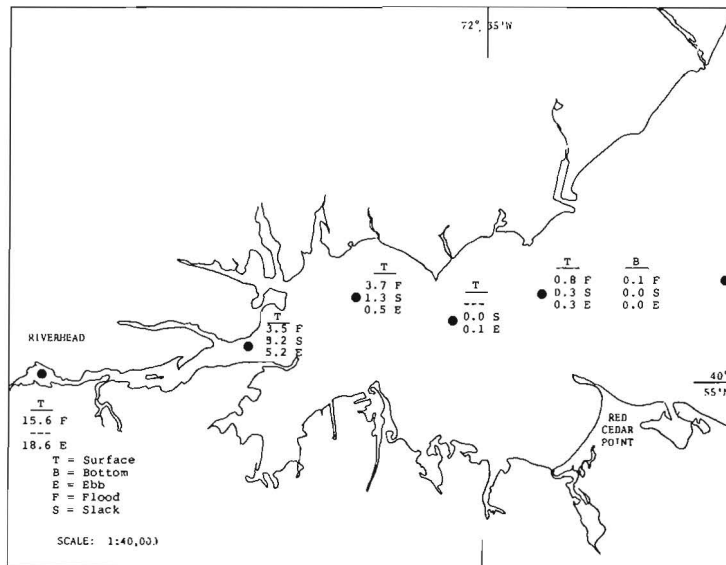 72° 35'W
T
3.7 F
1.3 S
0.5 E
T
---
0.0 S
0.1 E
T
0.8 F
0.3 S
0.3 E
B
0.1 F
0.0 S
0.0 E
RIVERHEAD
T
3.5 F
9.2 S
5.2 E
40°
55'N
T
15.6 F
---
18.6 E
RED
CEDAR
POINT
T = Surface
B = Bottom
E = Ebb
F = Flood
S = Slack
SCALE: 1:40,000